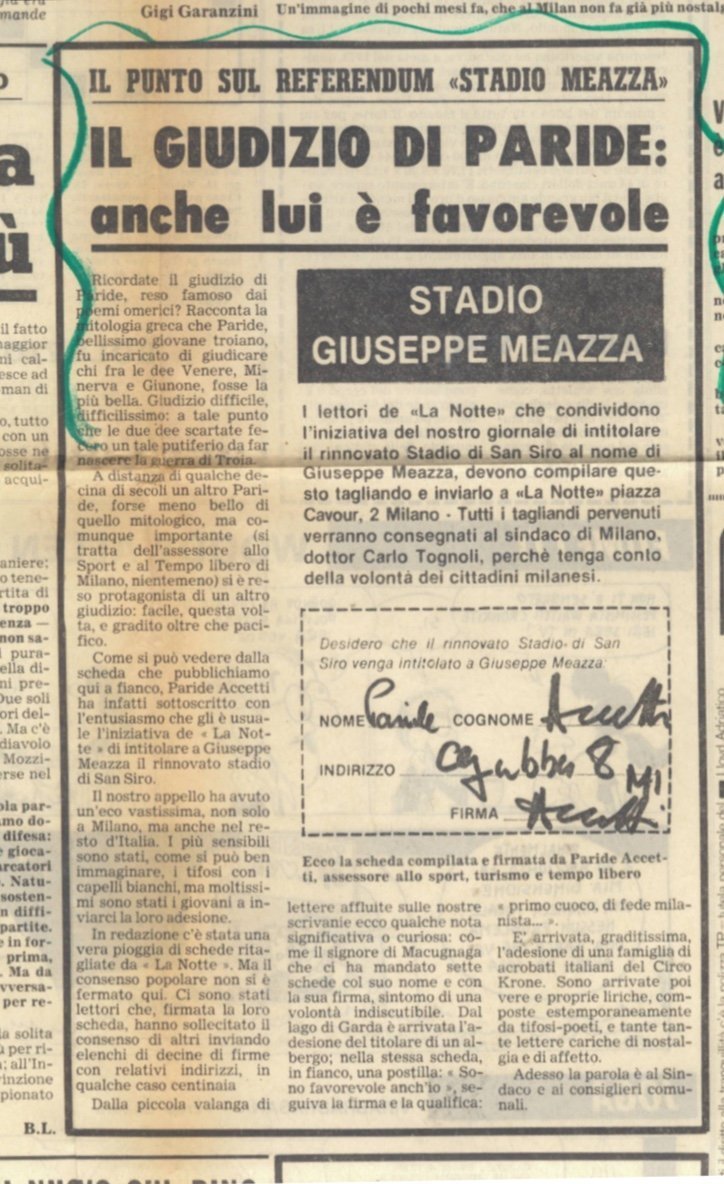 Gigi Garanzini
Un'immagine di pochi mesi fa, che al Milan non fa già più nostal
IL PUNTO SUL REFERENDUM «STADIO MEAZZA»
IL GIUDIZIO DI PARIDE:
anche lui è favorevole
Ricordate il giudizio di
Paride, reso famoso dai
poemi omerici? Racconta la
mitologia greca che Paride,
bellissimo giovane troiano,
fu incaricato di giudicare
chi fra le dee Venere, Mi-
nerva e Giunone, fosse la
più bella. Giudizio difficile,
difficilissimo: a tale punto
che le due dee scartate fe-
cero un tale putiferio da far
nascere la guerra di Troia.
A distanza di qualche de-
cina di secoli un altro Pari-
de, forse meno bello di
quello mitologico, ma co-
munque importante (si
tratta dell'assessore allo
Sport e al Tempo libero di
Milano, nientemeno) si è re-
so protagonista di un altro
giudizio: facile, questa vol-
ta, e gradito oltre che paci-
fico.
Come si può vedere dalla
scheda che pubblichiamo
qui a fianco, Paride Accetti
ha infatti sottoscritto con
l'entusiasmo che gli è usua-
le l'iniziativa de « La Not-
te » di intitolare a Giuseppe
Meazza il rinnovato stadio
di San Siro.
Il nostro appello ha avuto
un'eco vastissima, non solo
a Milano, ma anche nel re-
sto d'Italia. I più sensibili
sono stati, come si può ben
immaginare, i tifosi con i
capelli bianchi, ma moltissi-
mi sono stati i giovani a in-
viarci la loro adesione.
In redazione c'è stata una
vera pioggia di schede rita-
gliate da « La Notte ». Ma il
consenso popolare non si è
fermato qui. Ci sono stati
lettori che, firmata la loro
scheda, hanno sollecitato il
consenso di altri inviando
elenchi di decine di firme
con relativi indirizzi, in
qualche caso centinaia
Dalla piccola valanga di
STADIO
GIUSEPPE MEAZZA
I lettori de «La Notte» che condividono
l'iniziativa del nostro giornale di intitolare
il rinnovato Stadio di San Siro al nome di
Giuseppe Meazza, devono compilare que-
sto tagliando e inviarlo a «La Notte» piazza
Cavour, 2 Milano - Tutti i tagliandi pervenuti
verranno consegnati al sindaco di Milano,
dottor Carlo Tognoli, perchè tenga conto
della volontà dei cittadini milanesi.
Desidero che il rinnovato Stadio di San
Siro venga intitolato a Giuseppe Meazza:
NOME Paride COGNOME Accetti
INDIRIZZO 8 MI
FIRMA Accetti
Ecco la scheda compilata e firmata da Paride Accet-
ti, assessore allo sport, turismo e tempo libero
lettere affluite sulle nostre
scrivanie ecco qualche nota
significativa o curiosa: co-
me il signore di Macugnaga
che ci ha mandato sette
schede col suo nome e con
la sua firma, sintomo di una
volontà indiscutibile. Dal
lago di Garda è arrivata l'a-
desione del titolare di un al-
bergo; nella stessa scheda,
in fianco, una postilla: « So-
no favorevole anch'io », se-
guiva la firma e la qualifica:
« primo cuoco, di fede mila-
nista... ».
E' arrivata, graditissima,
l'adesione di una famiglia di
acrobati italiani del Circo
Krone. Sono arrivate poi
vere e proprie liriche, com-
poste estemporaneamente
da tifosi-poeti, e tante tan-
te lettere cariche di nostal-
gia e di affetto.
Adesso la parola è al Sin-
daco e ai consiglieri comu-
nali.
B.L.